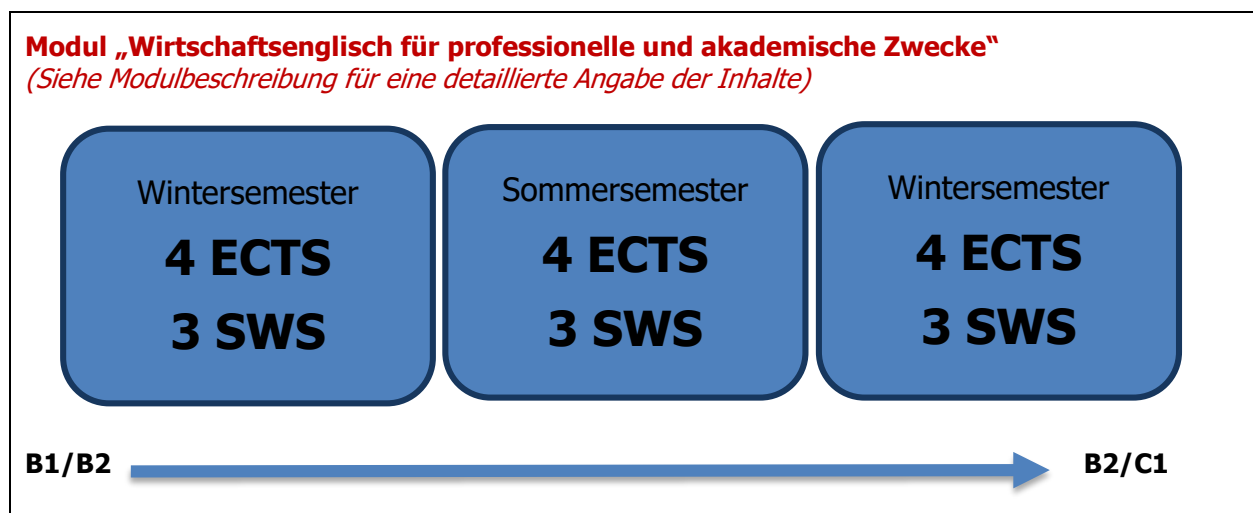 Modul „Wirtschaftsenglisch für professionelle und akademische Zwecke“
(Siehe Modulbeschreibung für eine detaillierte Angabe der Inhalte)
Wintersemester
4 ECTS
3 SWS
Sommersemester
4 ECTS
3 SWS
Wintersemester
4 ECTS
3 SWS
B1/B2
B2/C1